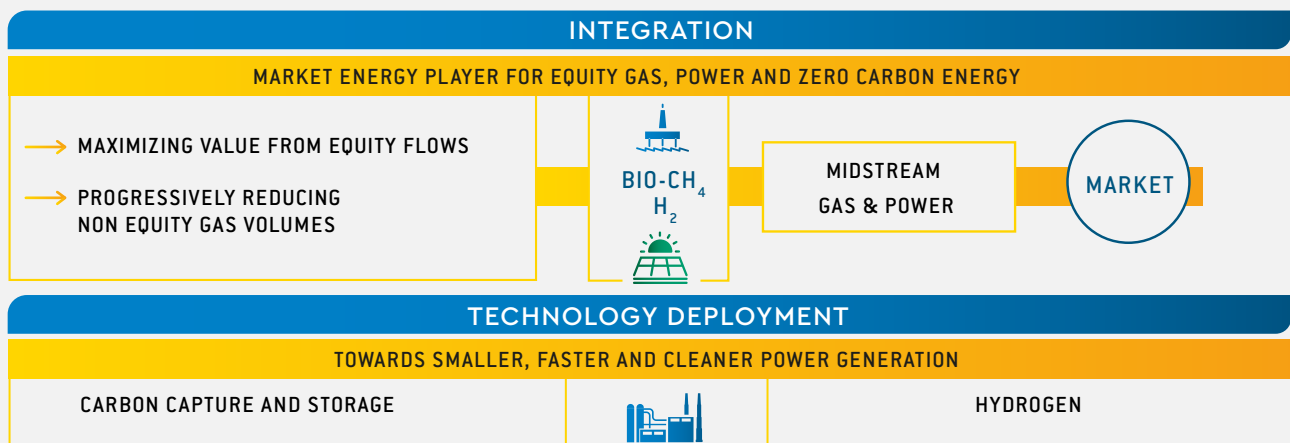 INTEGRATION
MARKET ENERGY PLAYER FOR EQUITY GAS, POWER AND ZERO CARBON ENERGY
MAXIMIZING VALUE FROM EQUITY FLOWS
PROGRESSIVELY REDUCING
NON EQUITY GAS VOLUMES
BIO-CH4
H2
MIDSTREAM
GAS & POWER
MARKET
TECHNOLOGY DEPLOYMENT
TOWARDS SMALLER, FASTER AND CLEANER POWER GENERATION
CARBON CAPTURE AND STORAGE
HYDROGEN